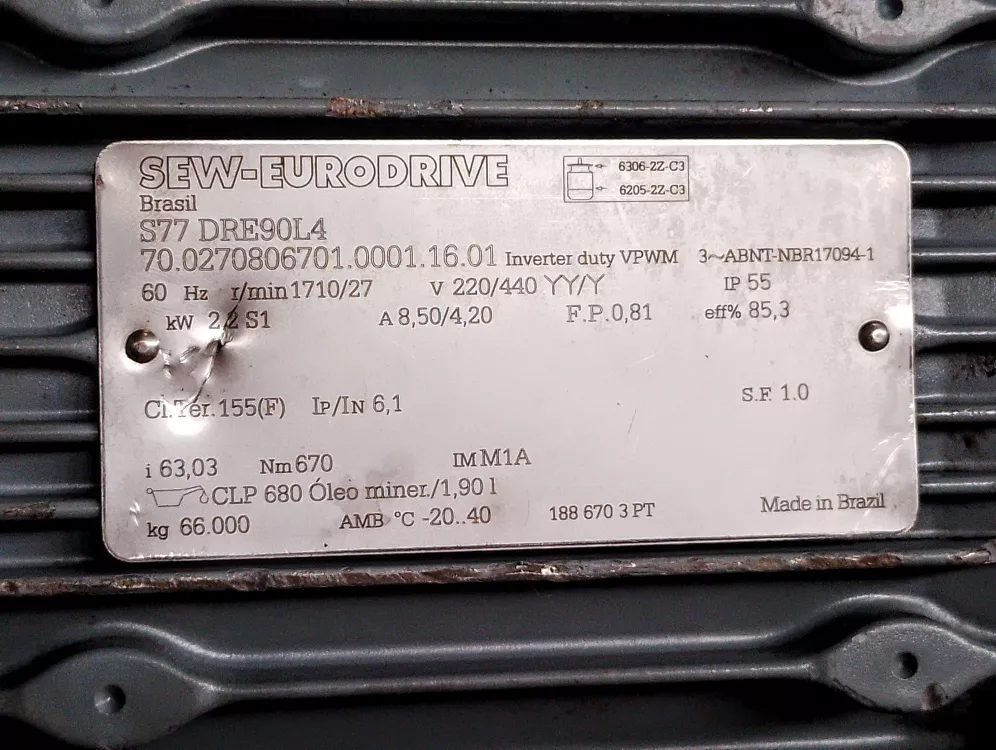 SEW-EURODRIVE
6306-2Z-C3
6205-2Z-C3
Brasil
S77 DRE90L4
70.0270806701.0001.16.01 Inverter duty VPWM 3~ABNT-NBR17094-1
60 Hz r/min 1710/27 V 220/440 YY/Y IP 55
kW 2,2 S1 A 8,50/4,20 F.P. 0,81 eff% 85,3
Cl.Ter. 155(F) IP/IN 6,1 S.F. 1.0
i 63,03 Nm 670 IM M1A
CLP 680 Óleo miner./1,90 l
kg 66.000 AMB °C -20..40 188 670 3 PT Made in Brazil